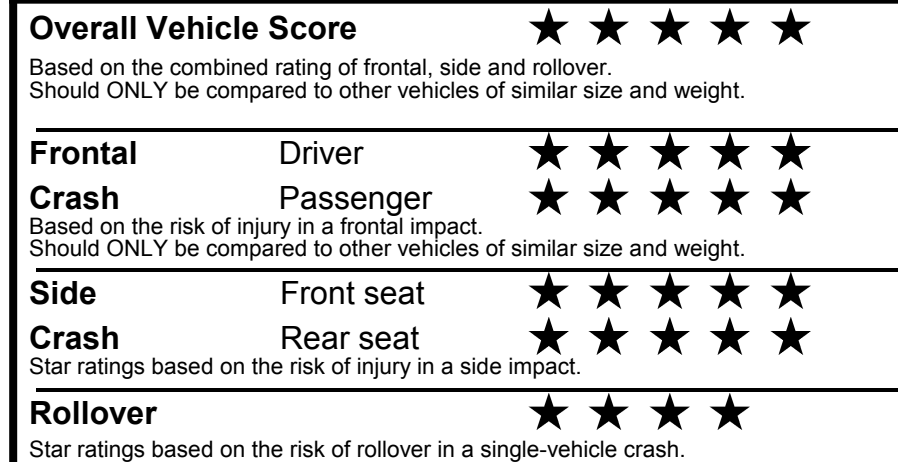 Overall Vehicle Score ★ ★ ★ ★ ★
Based on the combined rating of frontal, side and rollover.
Should ONLY be compared to other vehicles of similar size and weight.
Frontal Driver ★ ★ ★ ★ ★
Crash Passenger ★ ★ ★ ★ ★
Based on the risk of injury in a frontal impact.
Should ONLY be compared to other vehicles of similar size and weight.
Side Front seat ★ ★ ★ ★ ★
Crash Rear seat ★ ★ ★ ★ ★
Star ratings based on the risk of injury in a side impact.
Rollover ★ ★ ★ ★
Star ratings based on the risk of rollover in a single-vehicle crash.